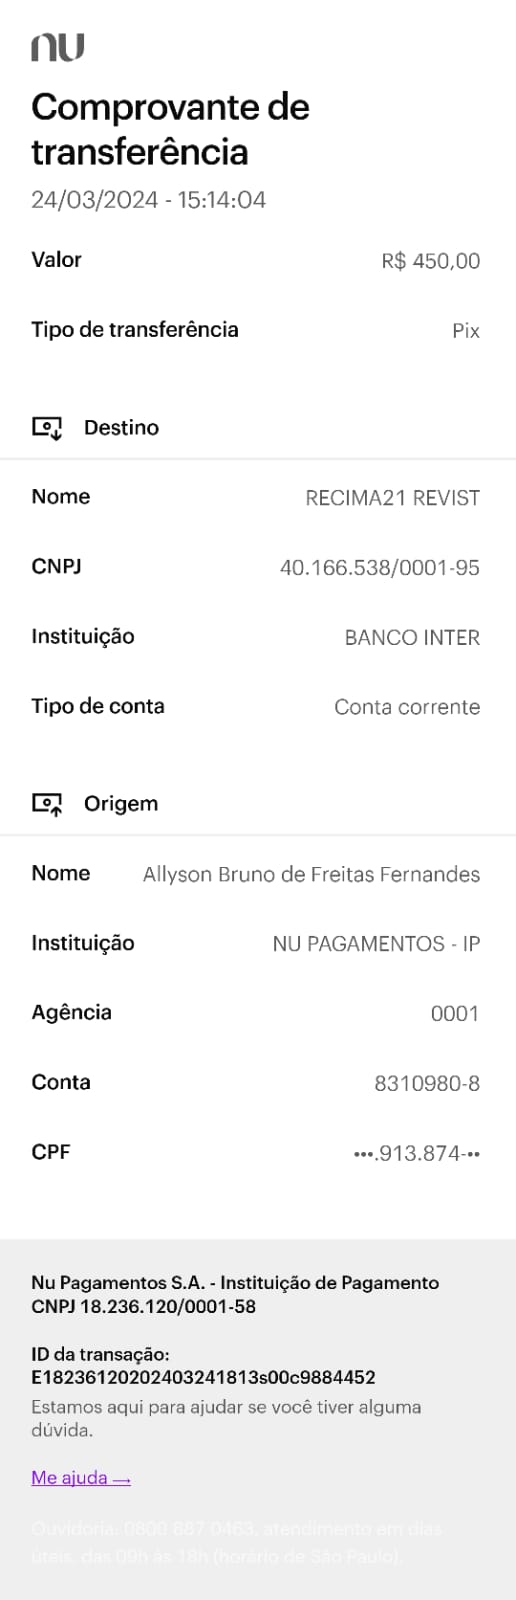 nu
Comprovante de
transferência
24/03/2024 - 15:14:04
Valor R$ 450,00
Tipo de transferência Pix
Destino
Nome RECIMA21 REVIST
CNPJ 40.166.538/0001-95
Instituição BANCO INTER
Tipo de conta Conta corrente
Origem
Nome Allyson Bruno de Freitas Fernandes
Instituição NU PAGAMENTOS - IP
Agência 0001
Conta 8310980-8
CPF •••.913.874-••
Nu Pagamentos S.A. - Instituição de Pagamento
CNPJ 18.236.120/0001-58
ID da transação:
E18236120202403241813s00c9884452
Estamos aqui para ajudar se você tiver alguma
dúvida.
Me ajuda →
Ouvidoria: 0800 887 0463, atendimento em dias
úteis, das 09h às 18h (horário de São Paulo).